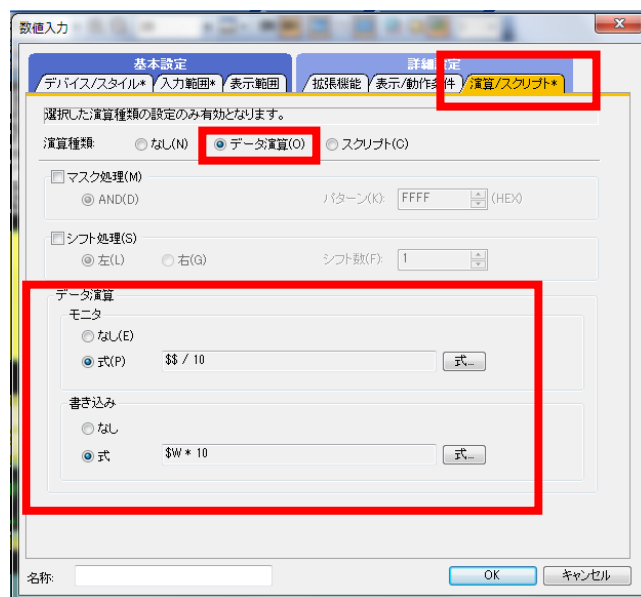 数値入力
基本設定
詳細設定
デバイス/スタイル* 入力範囲* 表示範囲 拡張機能 表示/動作条件 演算/スクリプト*
選択した演算種類の設定のみ有効となります。
演算種類: なし(N) データ演算(O) スクリプト(C)
マスク処理(M)
AND(D) パターン(K): FFFF (HEX)
シフト処理(S)
左(L) 右(G) シフト数(F): 1
データ演算
モニタ
なし(E)
式(P) $$ / 10 式...
書き込み
なし
式 $W * 10 式...
名称: OK キャンセル